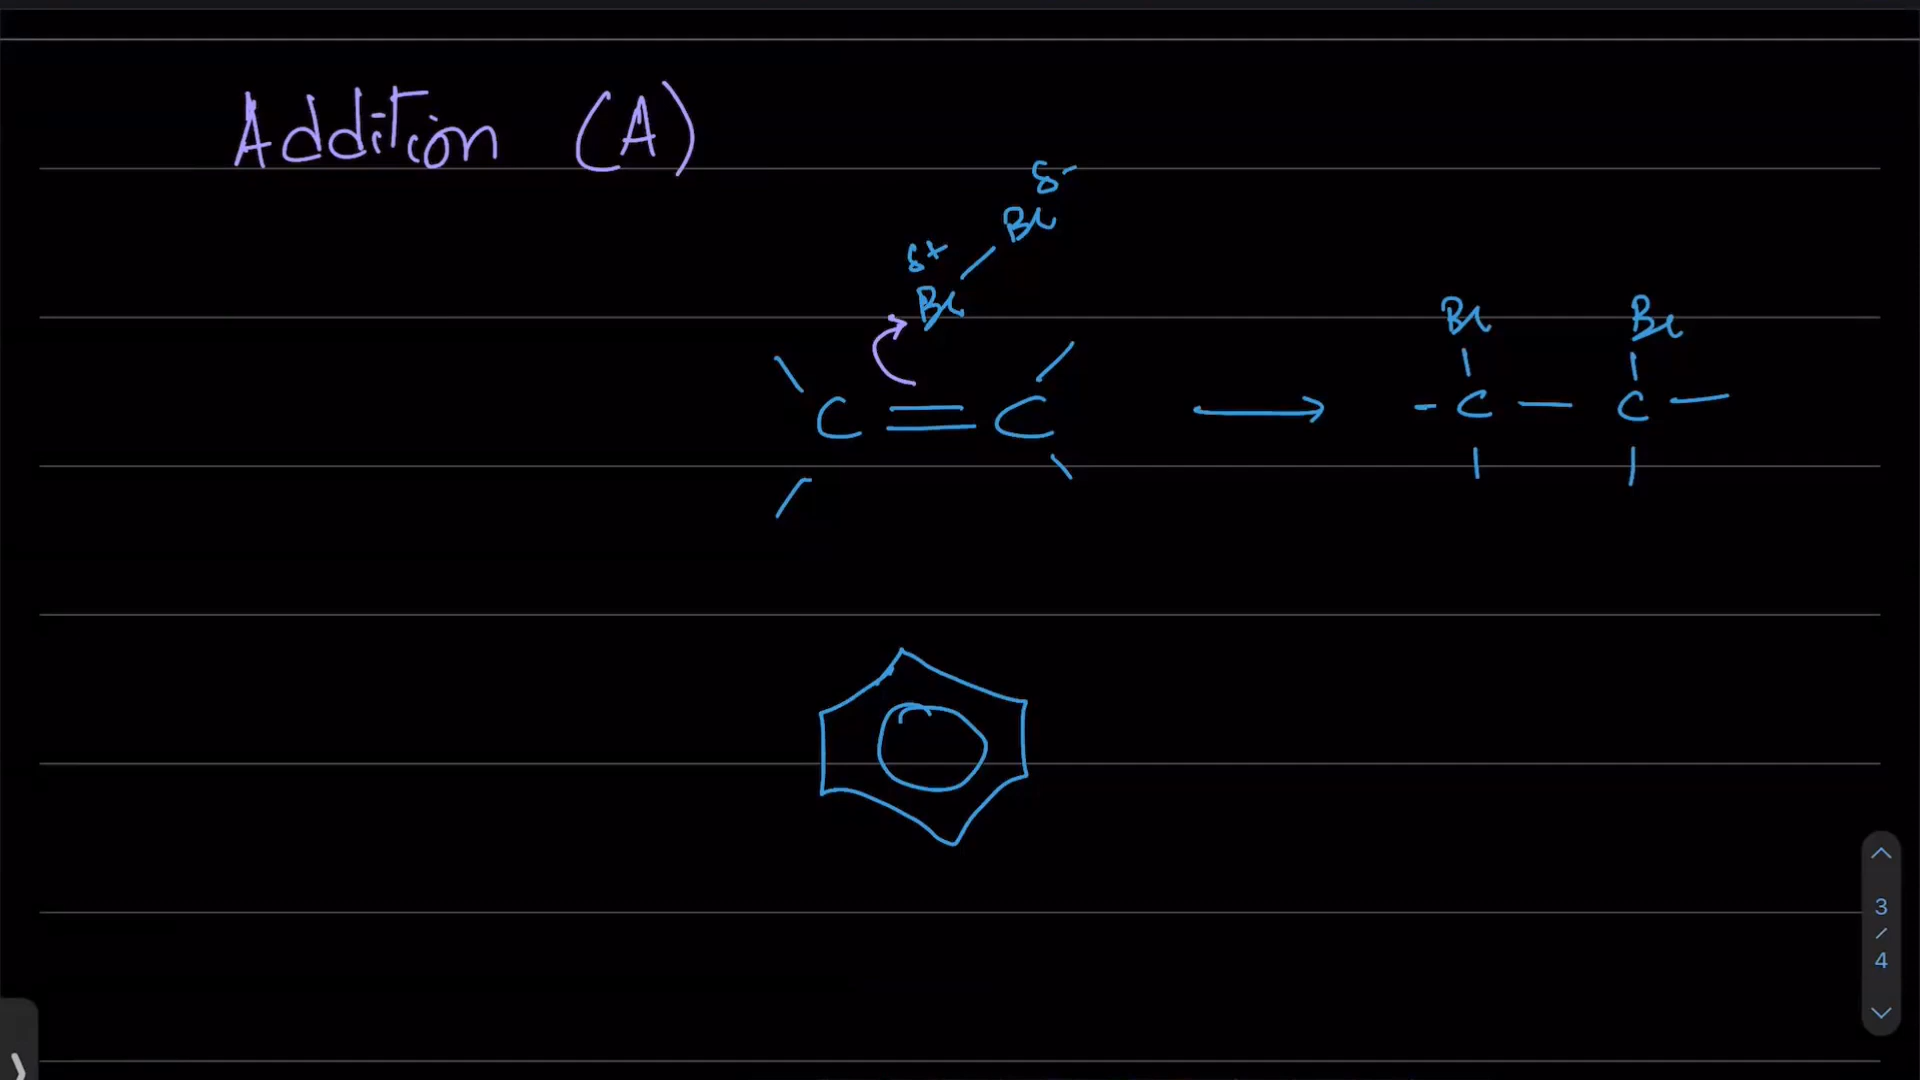 Addition (A)
δ-
Br
δ+
Br
Br Br
C = C → - C - C -
3
/
4